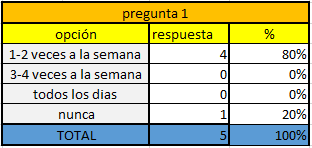 pregunta 1
opción respuesta %
1-2 veces a la semana 4 80%
3-4 veces a la semana 0 0%
todos los dias 0 0%
nunca 1 20%
TOTAL 5 100%